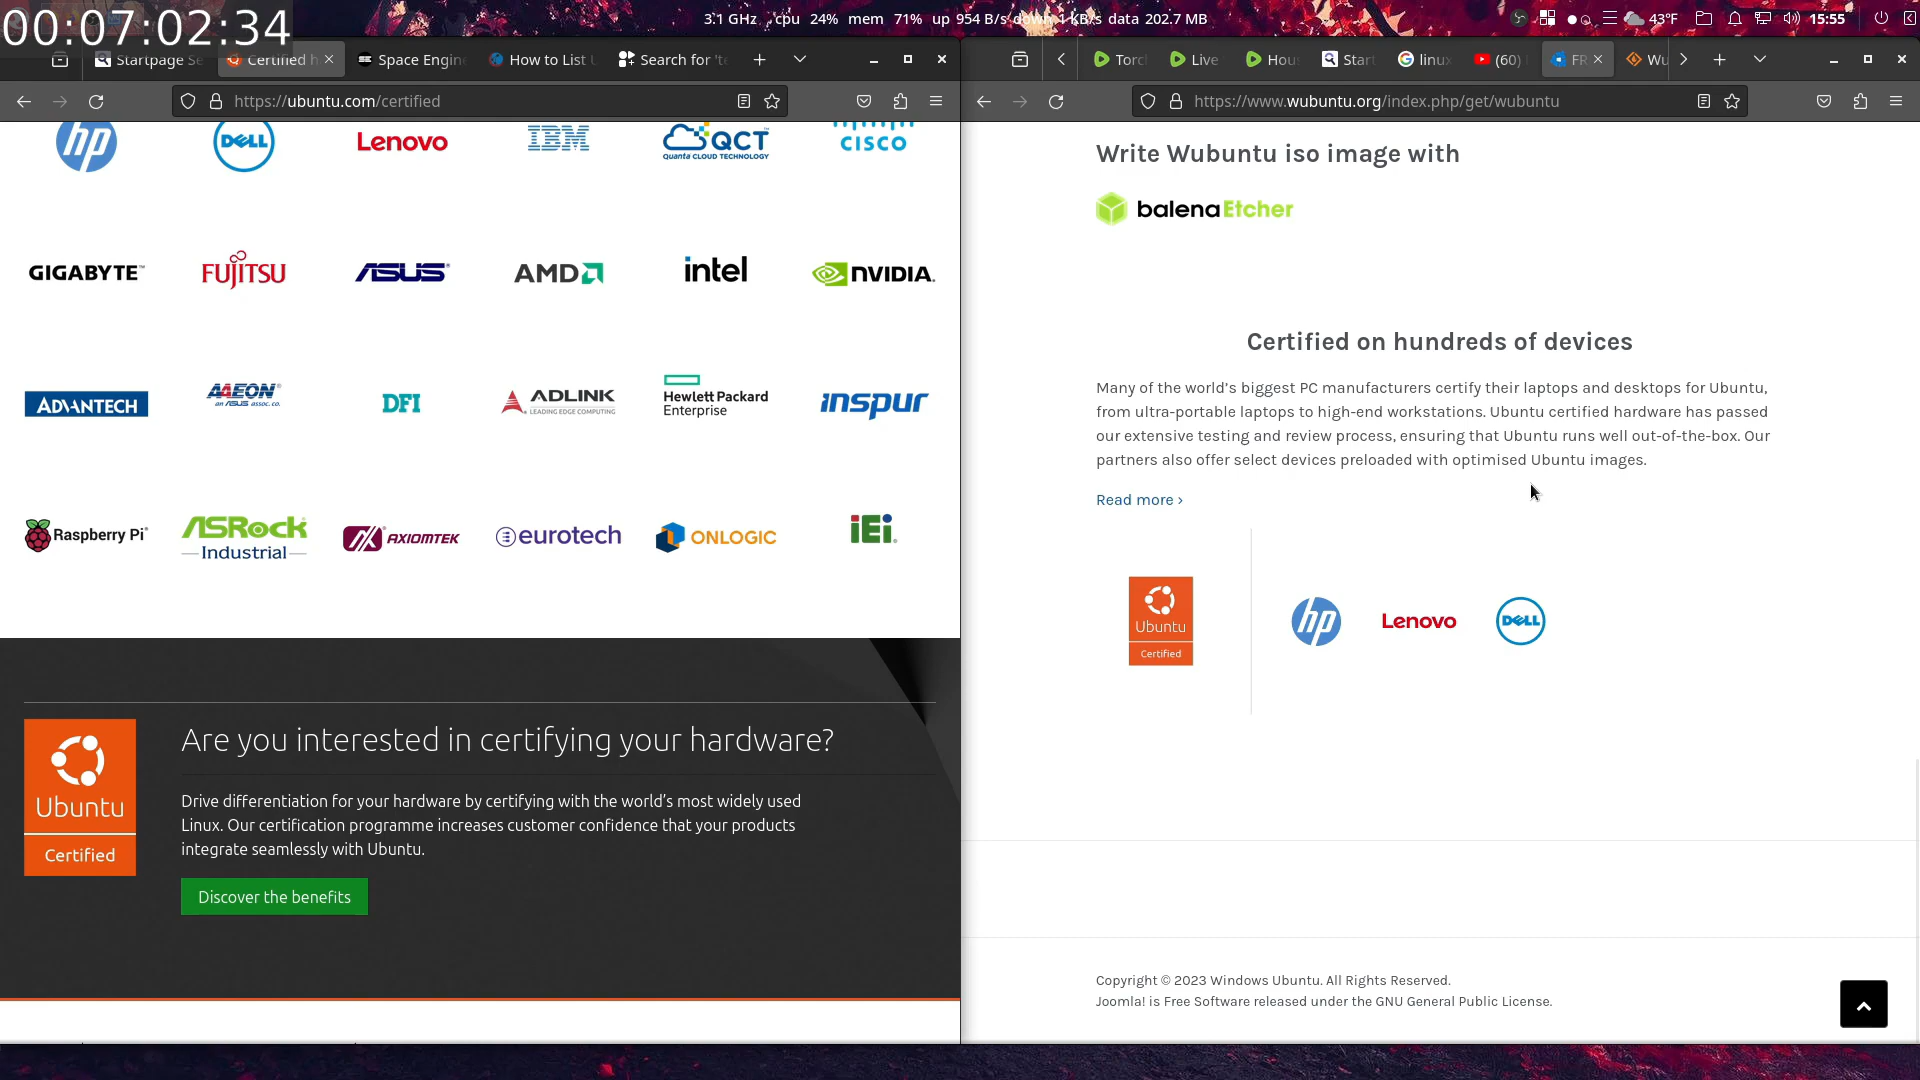 00:07:02:34
3.1 GHz cpu 24% mem 71% up 954 B/s down 1 KB/s data 202.7 MB
43°F
15:55
Startpage Se
Certified h
Space Engin
How to List U
Search for 'te
https://ubuntu.com/certified
hp
DELL
Lenovo
IBM
QCT
Quanta CLOUD TECHNOLOGY
CISCO
GIGABYTE
FUJITSU
ASUS
AMD
intel
NVIDIA.
ADVANTECH
AAEON
an ASUS assoc. co.
DFI
ADLINK
LEADING EDGE COMPUTING
Hewlett Packard
Enterprise
inspur
Raspberry Pi
ASRock
Industrial
AXIOMTEK
eurotech
ONLOGIC
iEi
Ubuntu
Certified
Are you interested in certifying your hardware?
Drive differentiation for your hardware by certifying with the world’s most widely used
Linux. Our certification programme increases customer confidence that your products
integrate seamlessly with Ubuntu.
Discover the benefits
Torc
Live
Hou
Start
linux
(60)
FR
Wu
https://www.wubuntu.org/index.php/get/wubuntu
Write Wubuntu iso image with
balenaEtcher
Certified on hundreds of devices
Many of the world’s biggest PC manufacturers certify their laptops and desktops for Ubuntu,
from ultra-portable laptops to high-end workstations. Ubuntu certified hardware has passed
our extensive testing and review process, ensuring that Ubuntu runs well out-of-the-box. Our
partners also offer select devices preloaded with optimised Ubuntu images.
Read more ›
Ubuntu
Certified
hp
Lenovo
DELL
Copyright © 2023 Windows Ubuntu. All Rights Reserved.
Joomla! is Free Software released under the GNU General Public License.